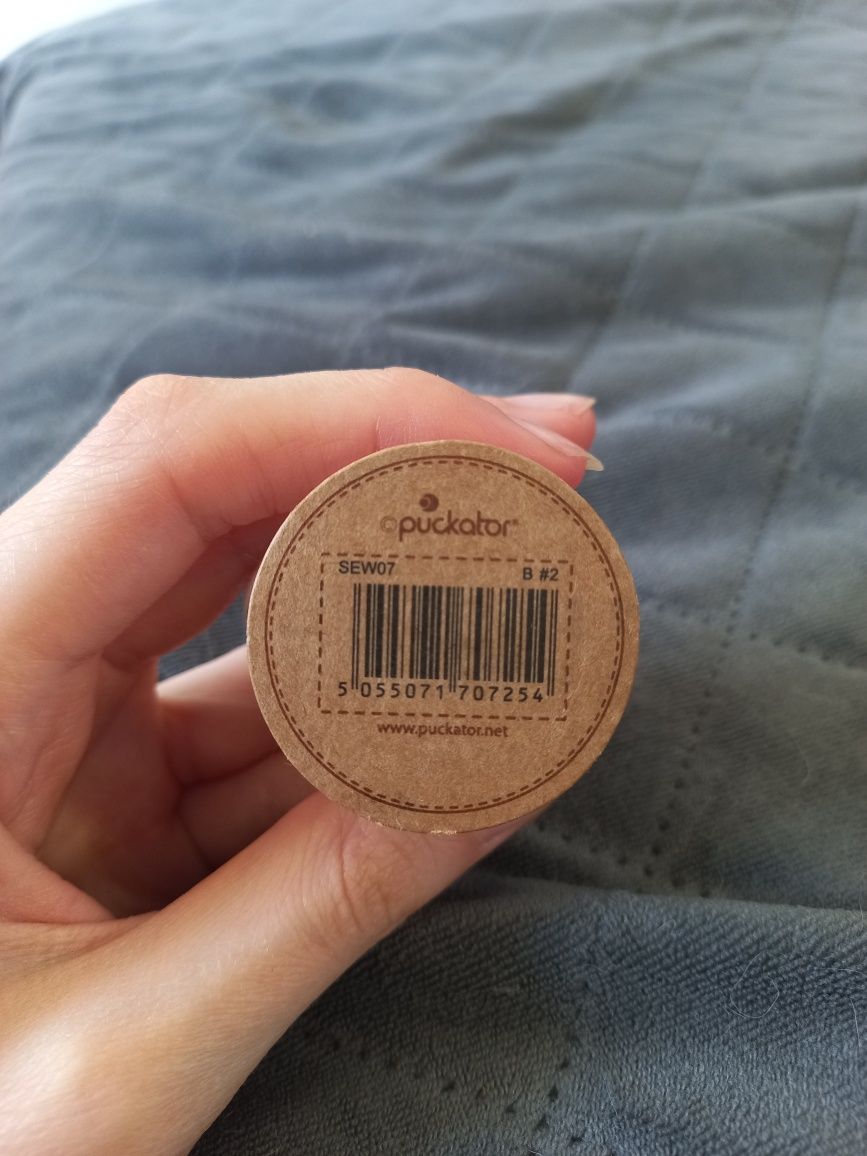 ©puckator®
SEW07 B #2
5 055071 707254
www.puckator.net